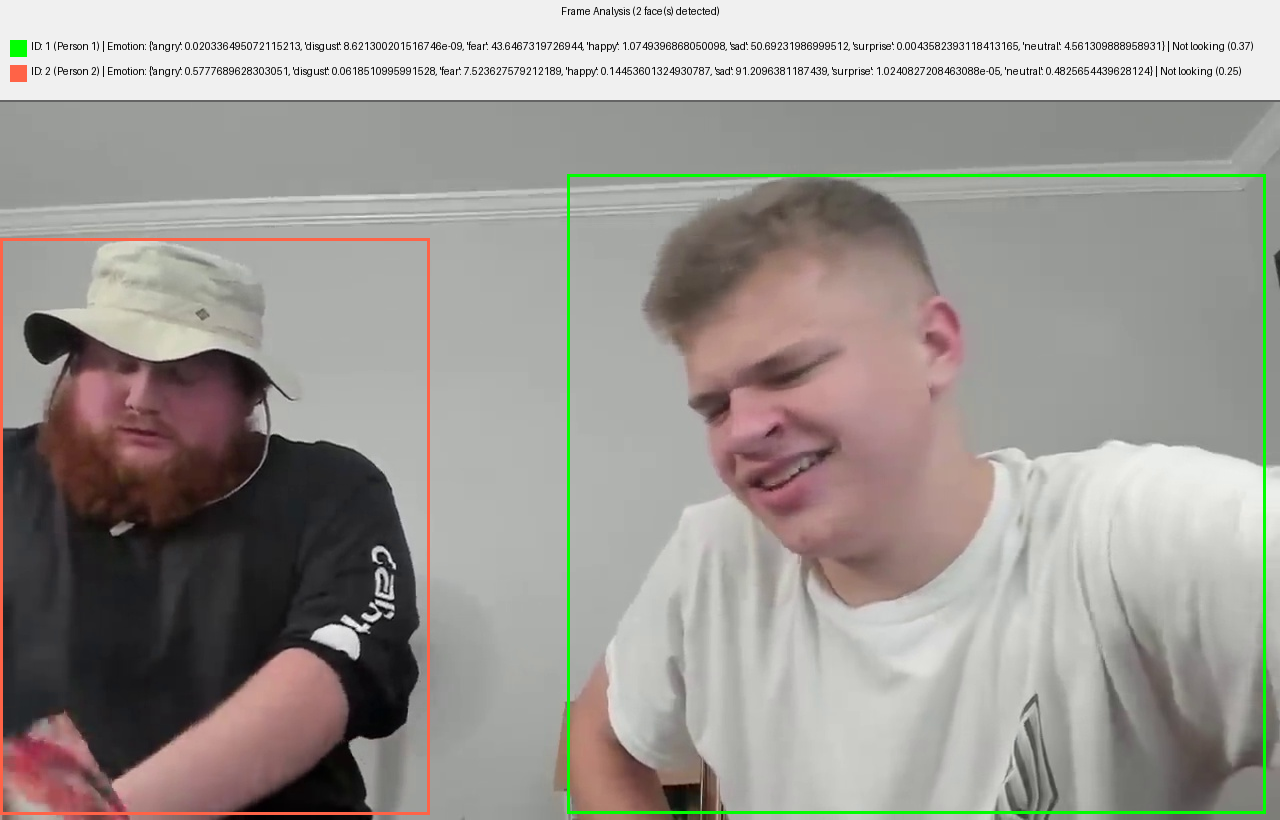 Frame Analysis (2 face(s) detected)
ID: 1 (Person 1) | Emotion: {'angry': 0.020336495072115213, 'disgust': 8.621300201516746e-09, 'fear': 43.6467319726944, 'happy': 1.0749396868050098, 'sad': 50.69231986999512, 'surprise': 0.0043582393118413165, 'neutral': 4.561309888958931} | Not looking (0.37)
ID: 2 (Person 2) | Emotion: {'angry': 0.5777689628303051, 'disgust': 0.0618510995991528, 'fear': 7.523627579212189, 'happy': 0.14453601324930787, 'sad': 91.2096381187439, 'surprise': 1.0240827208463088e-05, 'neutral': 0.4825654439628124} | Not looking (0.25)